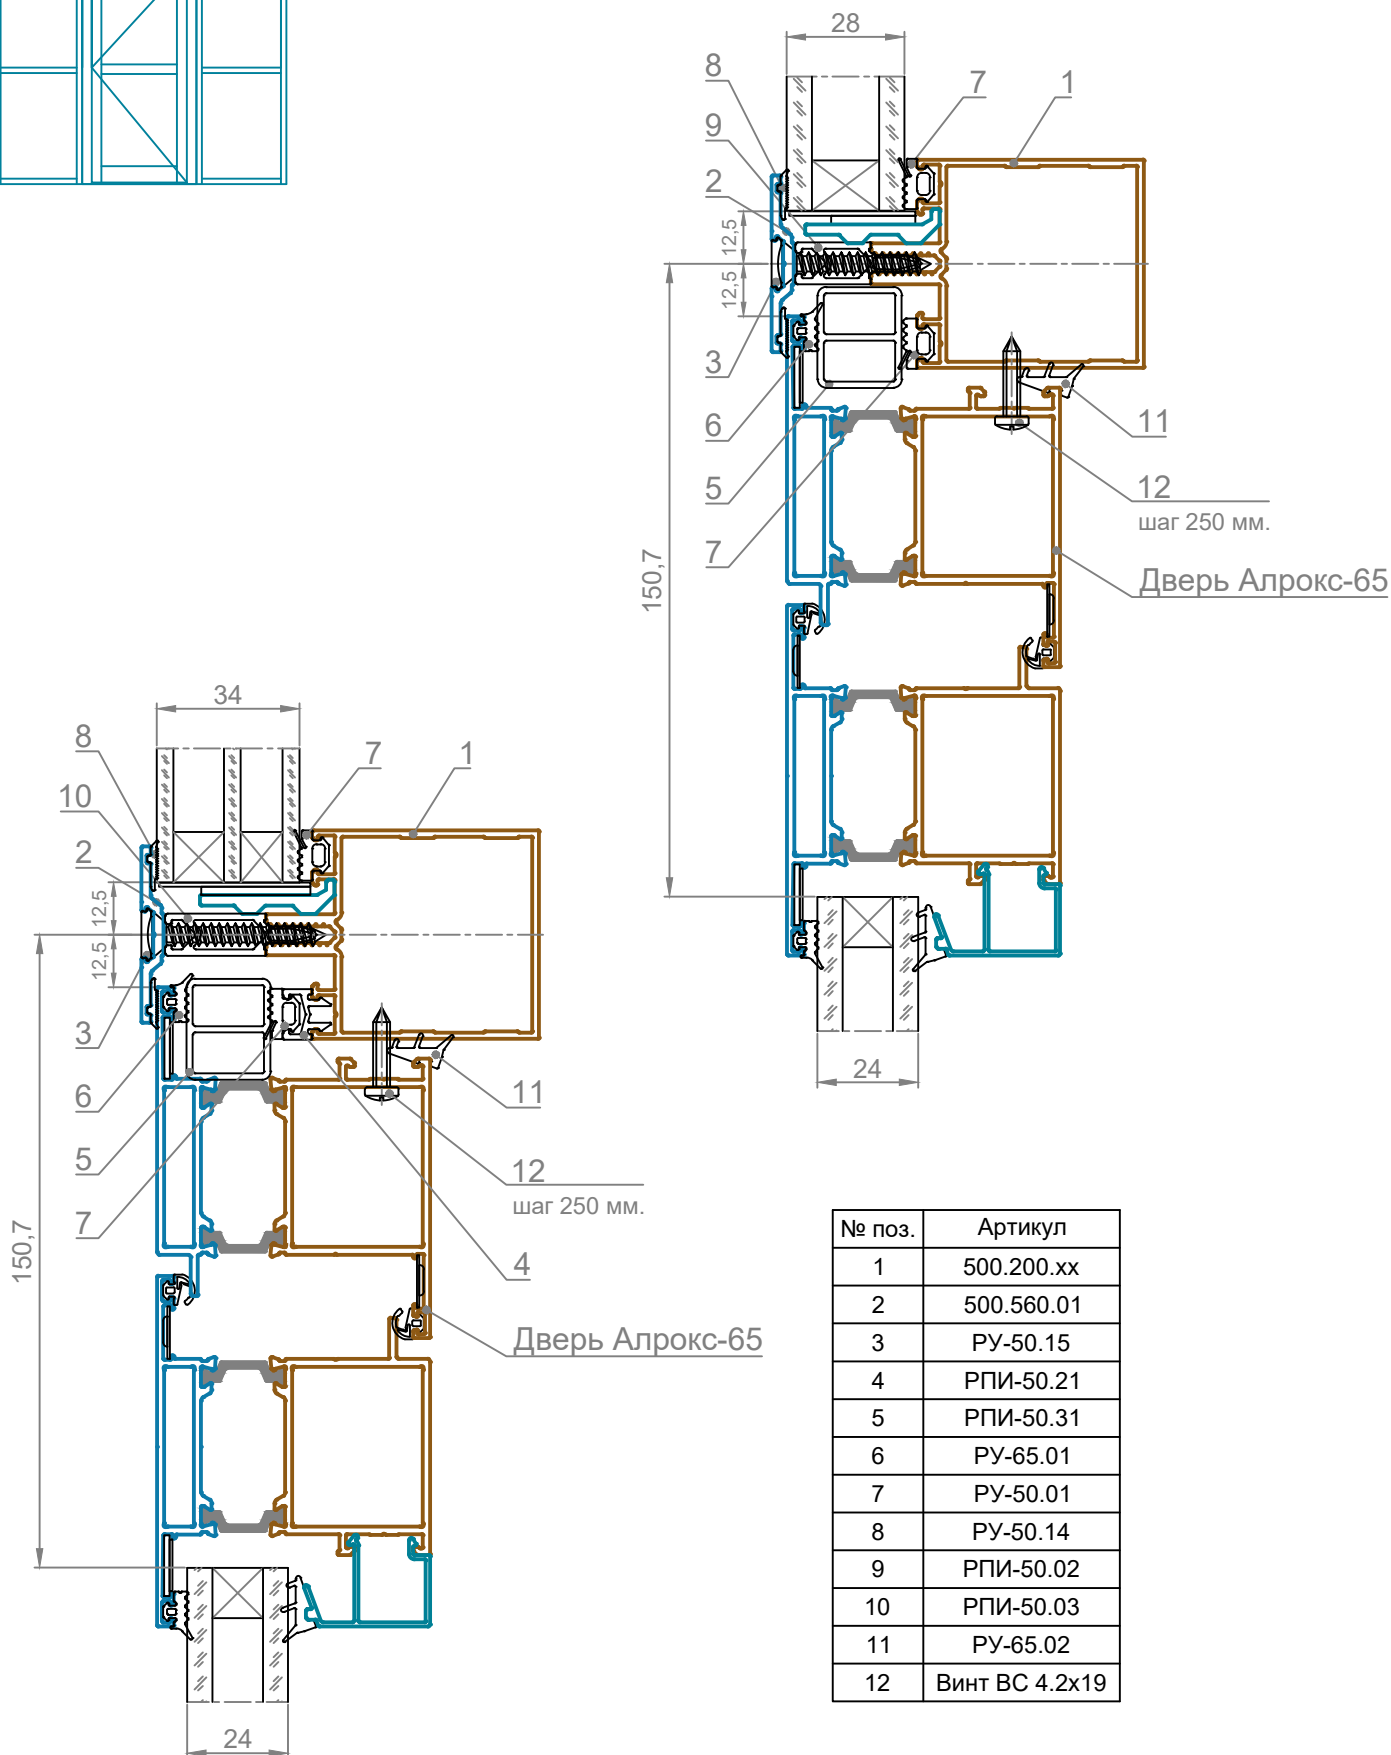 28
8
7
1
9
2
12,5
12,5
3
6
11
5
12
шаг 250 мм.
7
150,7
Дверь Алрокс-65
24
34
8
7
1
10
2
12,5
12,5
3
6
11
5
12
шаг 250 мм.
7
150,7
4
Дверь Алрокс-65
24
№ поз. Артикул
1 500.200.xx
2 500.560.01
3 РУ-50.15
4 РПИ-50.21
5 РПИ-50.31
6 РУ-65.01
7 РУ-50.01
8 РУ-50.14
9 РПИ-50.02
10 РПИ-50.03
11 РУ-65.02
12 Винт ВС 4.2x19